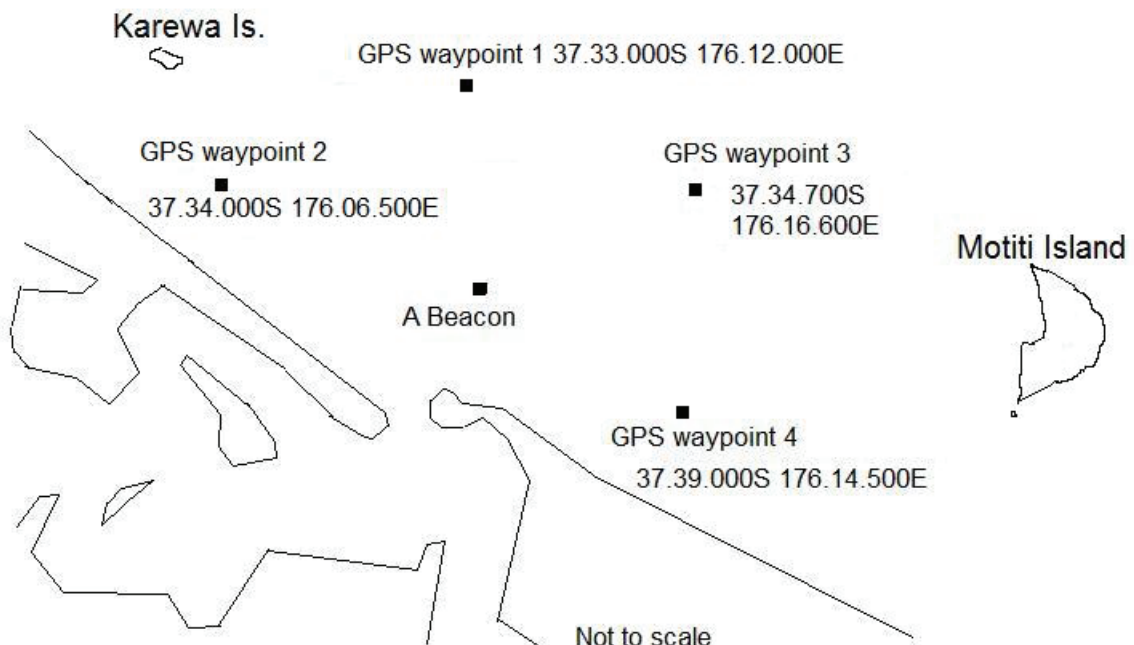 Karewa Is.
GPS waypoint 1 37.33.000S 176.12.000E
GPS waypoint 2
37.34.000S 176.06.500E
GPS waypoint 3
37.34.700S
176.16.600E
Motiti Island
A Beacon
GPS waypoint 4
37.39.000S 176.14.500E
Not to scale